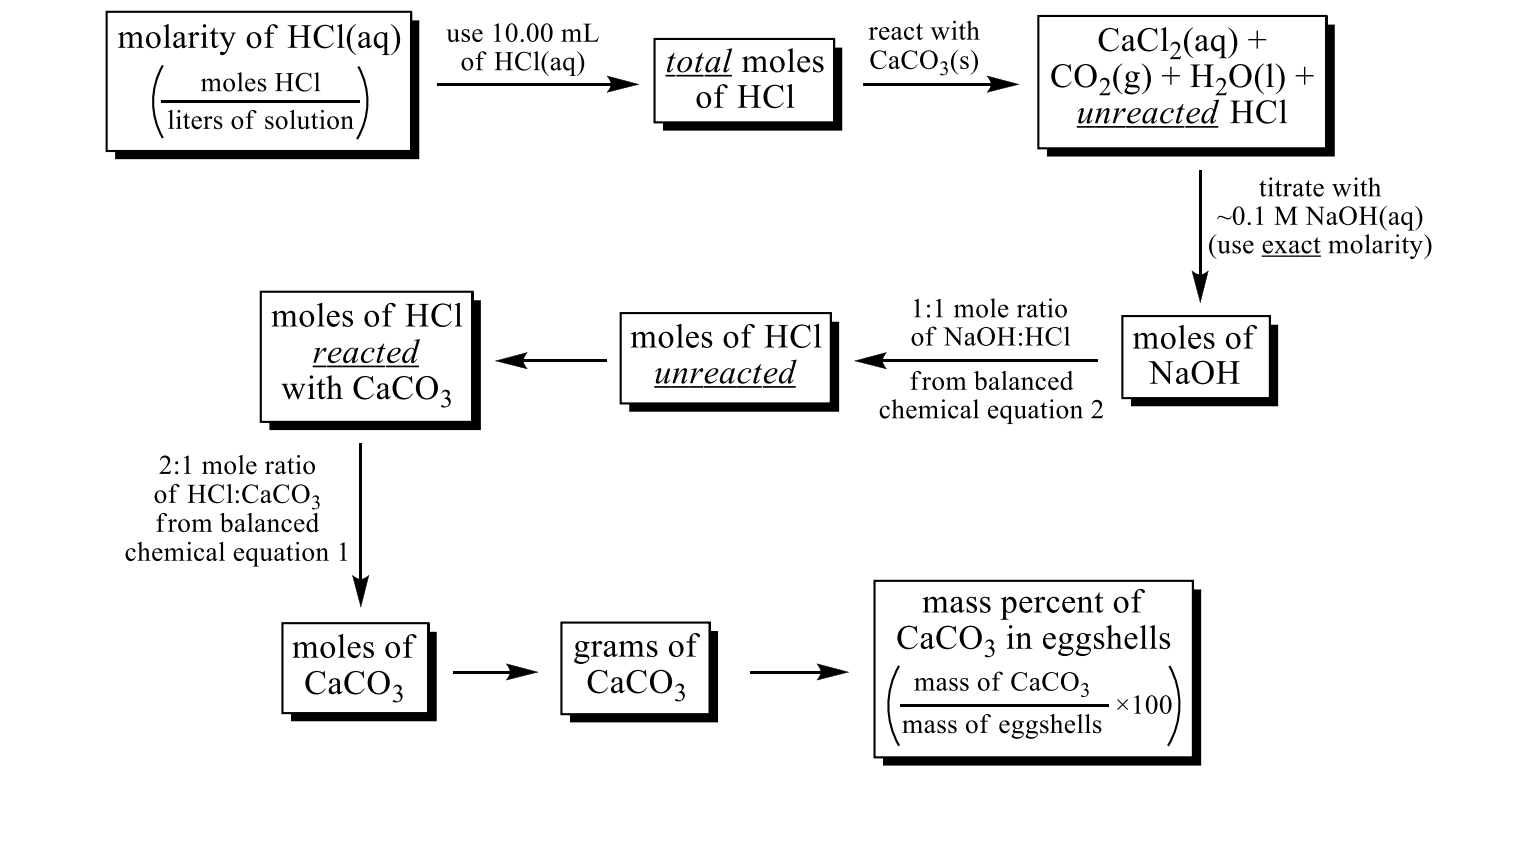 molarity of HCl(aq)
moles HCl
liters of solution
use 10.00 mL
of HCl(aq)
total moles
of HCl
react with
CaCO₃(s)
CaCl₂(aq) +
CO₂(g) + H₂O(l) +
unreacted HCl
titrate with
~0.1 M NaOH(aq)
(use exact molarity)
moles of
NaOH
1:1 mole ratio
of NaOH:HCl
from balanced
chemical equation 2
moles of HCl
unreacted
moles of HCl
reacted
with CaCO₃
2:1 mole ratio
of HCl:CaCO₃
from balanced
chemical equation 1
moles of
CaCO₃
grams of
CaCO₃
mass percent of
CaCO₃ in eggshells
mass of CaCO₃
mass of eggshells
×100